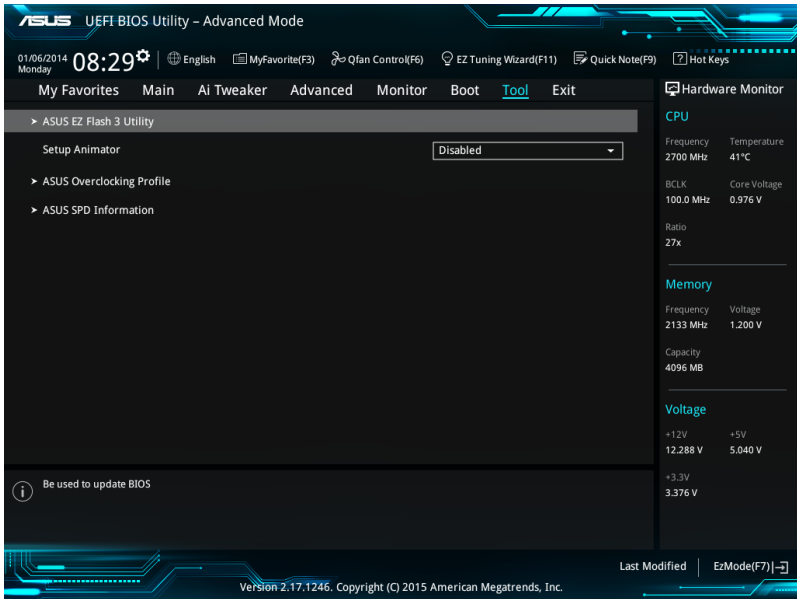 ASUS UEFI BIOS Utility – Advanced Mode
01/06/2014
Monday
08:29
English
MyFavorite(F3)
Qfan Control(F6)
EZ Tuning Wizard(F11)
Quick Note(F9)
? Hot Keys
My Favorites Main Ai Tweaker Advanced Monitor Boot Tool Exit
ASUS EZ Flash 3 Utility
Setup Animator Disabled
ASUS Overclocking Profile
ASUS SPD Information
Hardware Monitor
CPU
Frequency Temperature
2700 MHz 41°C
BCLK Core Voltage
100.0 MHz 0.976 V
Ratio
27x
Memory
Frequency Voltage
2133 MHz 1.200 V
Capacity
4096 MB
Voltage
+12V +5V
12.288 V 5.040 V
+3.3V
3.376 V
i Be used to update BIOS
Last Modified
EzMode(F7)
Version 2.17.1246. Copyright (C) 2015 American Megatrends, Inc.